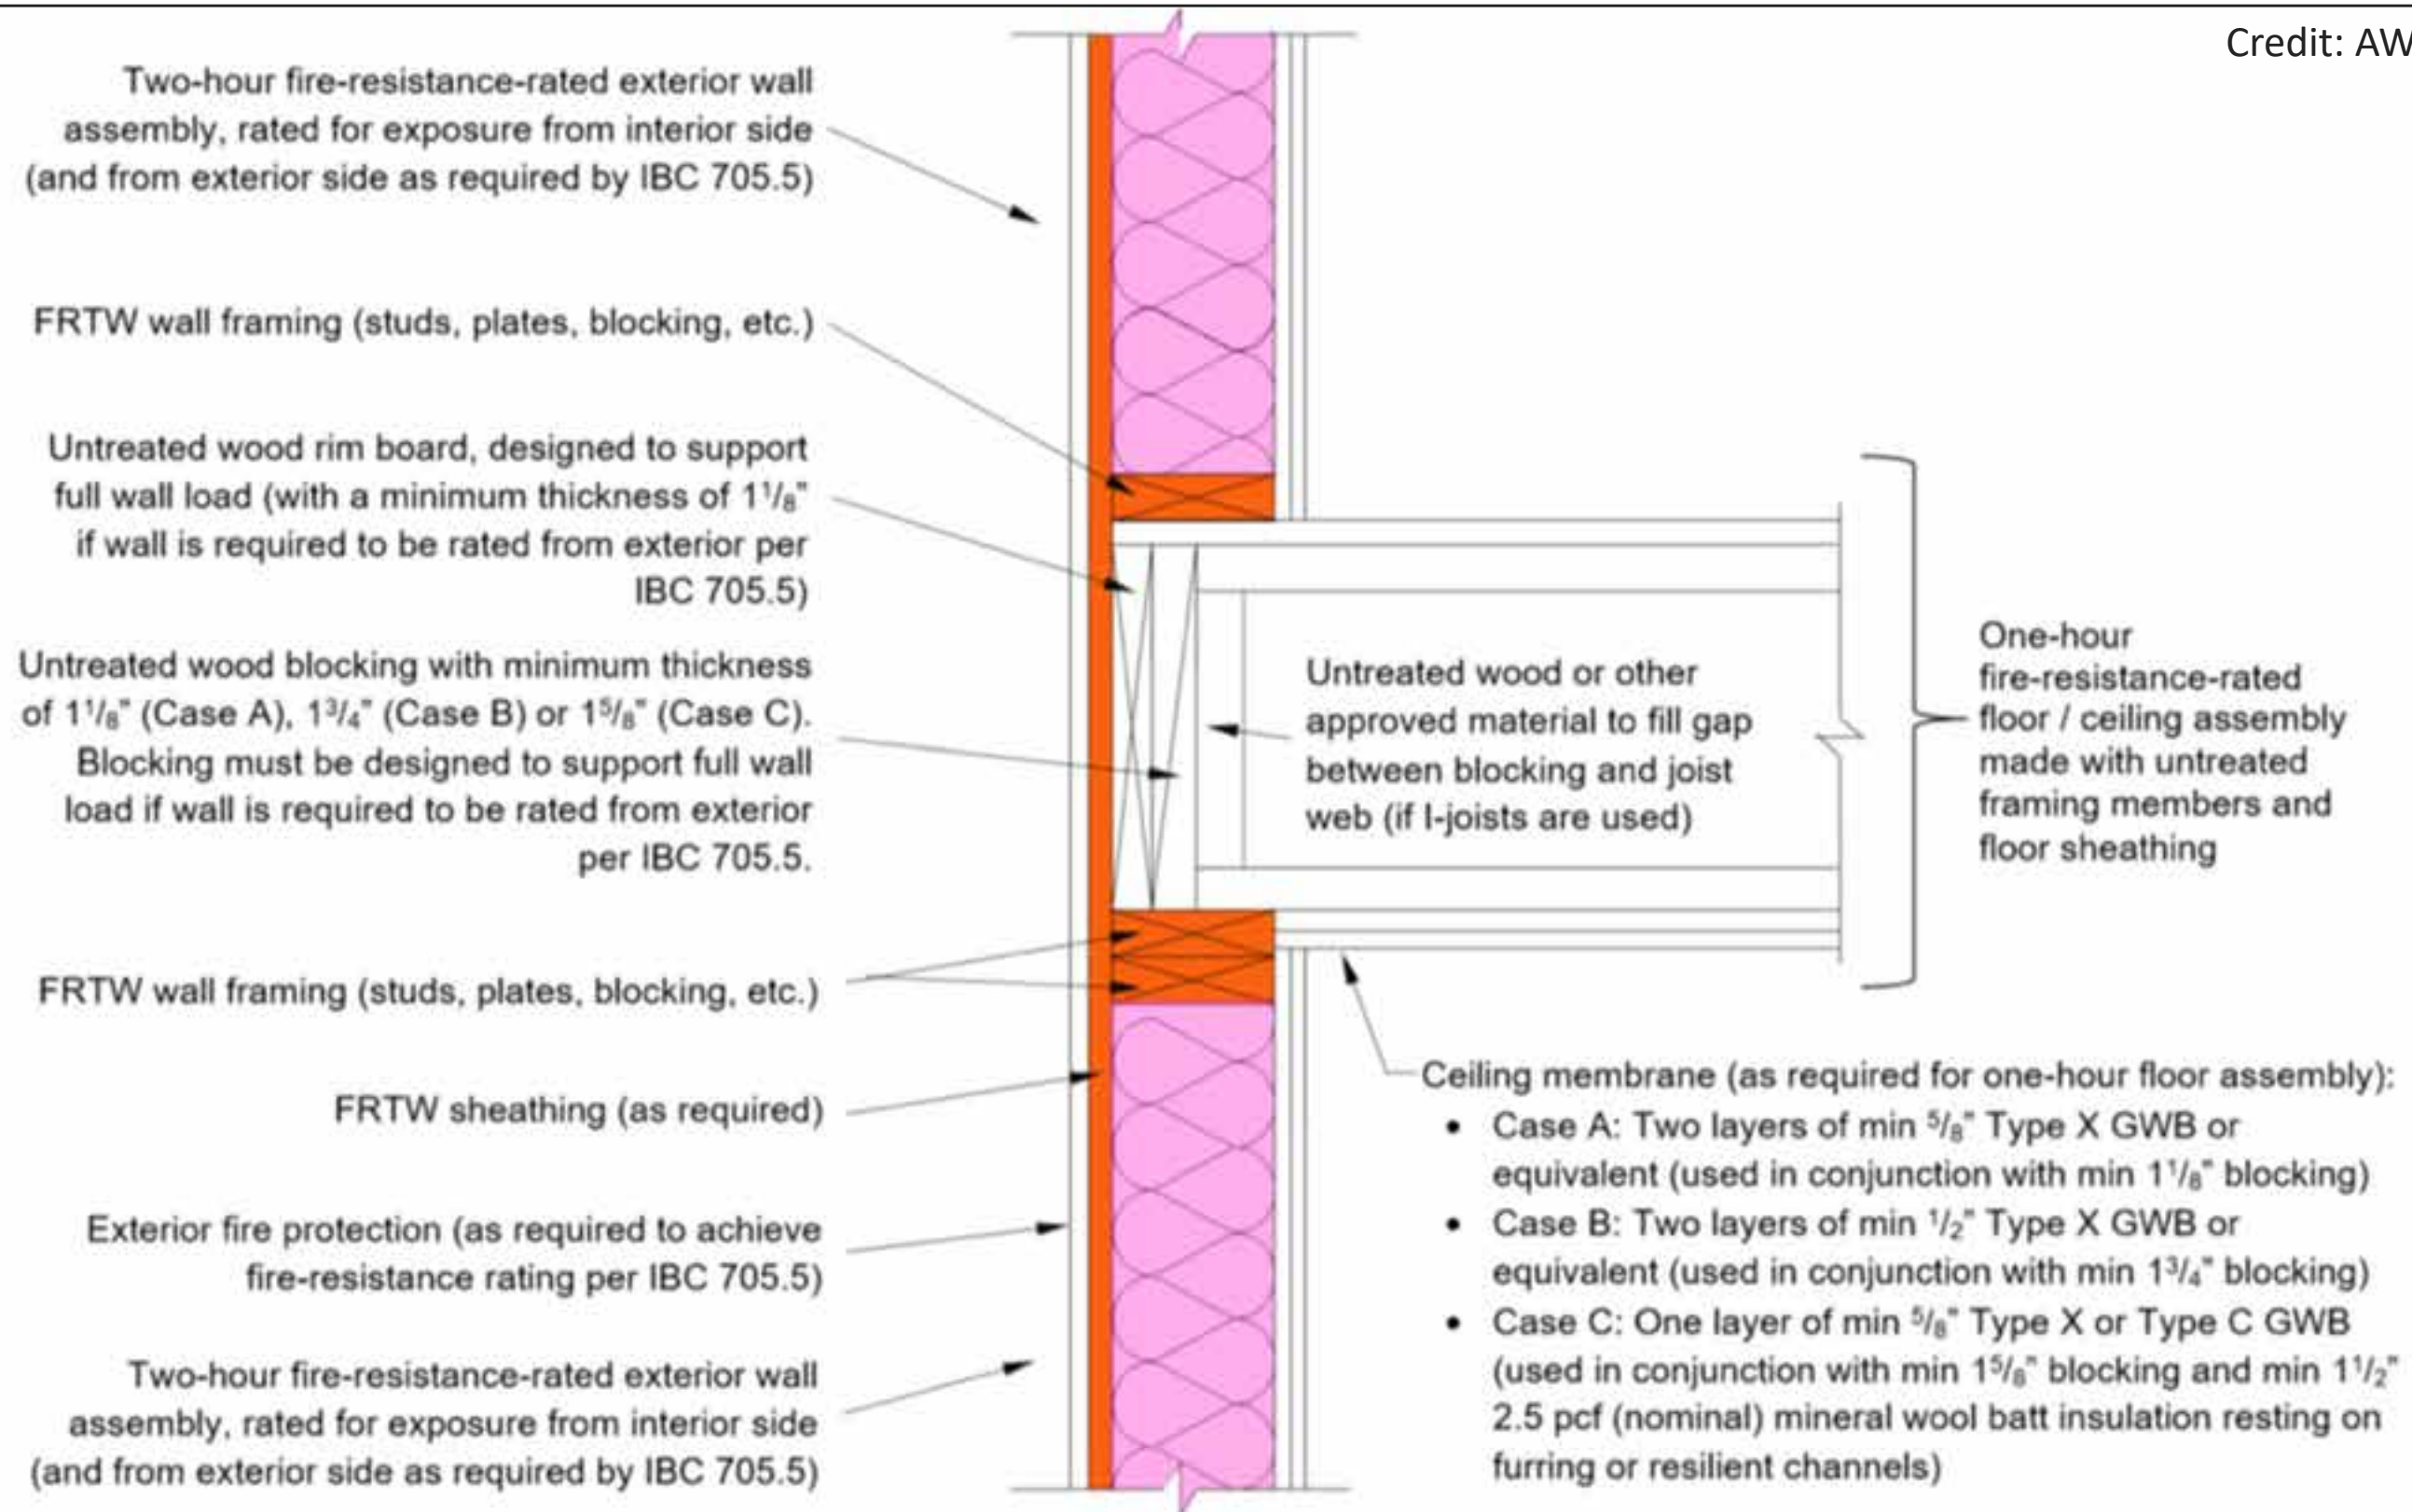 Credit: AW
Two-hour fire-resistance-rated exterior wall
assembly, rated for exposure from interior side
(and from exterior side as required by IBC 705.5)
FRTW wall framing (studs, plates, blocking, etc.)
Untreated wood rim board, designed to support
full wall load (with a minimum thickness of 1¹/₈"
if wall is required to be rated from exterior per
IBC 705.5)
Untreated wood blocking with minimum thickness
of 1¹/₈" (Case A), 1³/₄" (Case B) or 1⁵/₈" (Case C).
Blocking must be designed to support full wall
load if wall is required to be rated from exterior
per IBC 705.5.
FRTW wall framing (studs, plates, blocking, etc.)
FRTW sheathing (as required)
Exterior fire protection (as required to achieve
fire-resistance rating per IBC 705.5)
Two-hour fire-resistance-rated exterior wall
assembly, rated for exposure from interior side
(and from exterior side as required by IBC 705.5)
Untreated wood or other
approved material to fill gap
between blocking and joist
web (if I-joists are used)
One-hour
fire-resistance-rated
floor / ceiling assembly
made with untreated
framing members and
floor sheathing
Ceiling membrane (as required for one-hour floor assembly):
• Case A: Two layers of min ⁵/₈" Type X GWB or
equivalent (used in conjunction with min 1¹/₈" blocking)
• Case B: Two layers of min ¹/₂" Type X GWB or
equivalent (used in conjunction with min 1³/₄" blocking)
• Case C: One layer of min ⁵/₈" Type X or Type C GWB
(used in conjunction with min 1⁵/₈" blocking and min 1¹/₂"
2.5 pcf (nominal) mineral wool batt insulation resting on
furring or resilient channels)